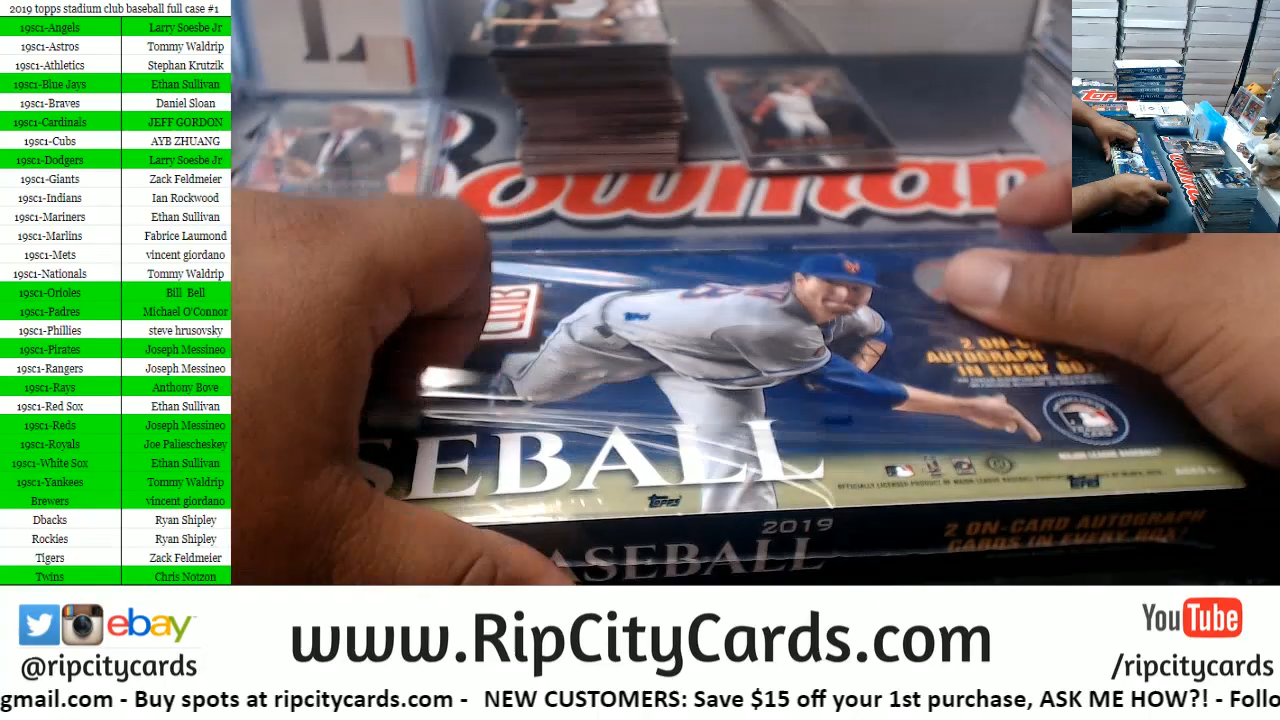 2019 topps stadium club baseball full case #1
19sc1-Angels Larry Soesbe Jr
19sc1-Astros Tommy Waldrip
19sc1-Athletics Stephan Krutzik
19sc1-Blue Jays Ethan Sullivan
19sc1-Braves Daniel Sloan
19sc1-Cardinals JEFF GORDON
19sc1-Cubs AYB ZHUANG
19sc1-Dodgers Larry Soesbe Jr
19sc1-Giants Zack Feldmeier
19sc1-Indians Ian Rockwood
19sc1-Mariners Ethan Sullivan
19sc1-Marlins Fabrice Laumond
19sc1-Mets vincent giordano
19sc1-Nationals Tommy Waldrip
19sc1-Orioles Bill Bell
19sc1-Padres Michael O'Connor
19sc1-Phillies steve hrusovsky
19sc1-Pirates Joseph Messineo
19sc1-Rangers Joseph Messineo
19sc1-Rays Anthony Bove
19sc1-Red Sox Ethan Sullivan
19sc1-Reds Joseph Messineo
19sc1-Royals Joe Paliescheskey
19sc1-White Sox Ethan Sullivan
19sc1-Yankees Tommy Waldrip
Brewers vincent giordano
Dbacks Ryan Shipley
Rockies Ryan Shipley
Tigers Zack Feldmeier
Twins Chris Notzon
owman
2 ON-C
AUTOGRAPH
IN EVERY BO
SEBALL
topps
2019
BASEBALL
2 ON-CARD AUTOGRAPH
CARDS IN EVERY BOX!
ebay
@ripcitycards
www.RipCityCards.com
YouTube
/ripcitycards
gmail.com - Buy spots at ripcitycards.com - NEW CUSTOMERS: Save $15 off your 1st purchase, ASK ME HOW?! - Follo